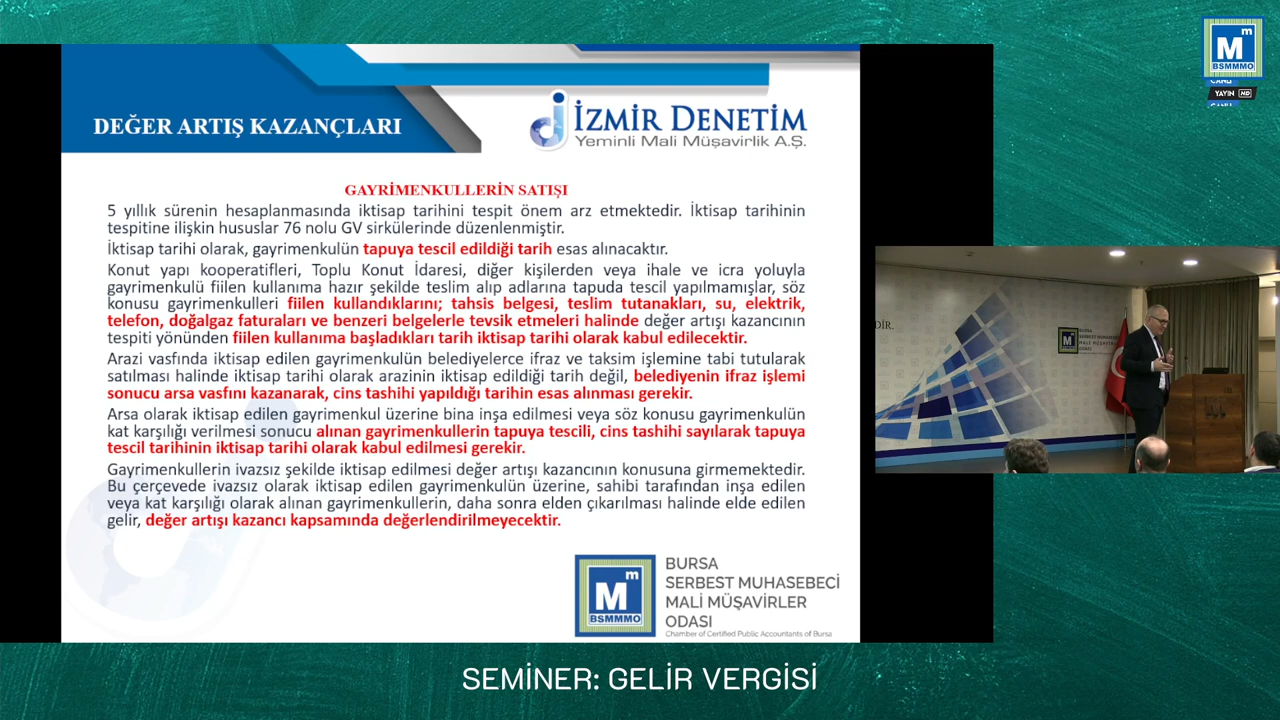 M m
BSMMMO
CANLI
YAYIN HD
CANLI
DEĞER ARTIŞ KAZANÇLARI
İZMİR DENETİM
Yeminli Mali Müşavirlik A.Ş.
GAYRİMENKULLERİN SATIŞI
5 yıllık sürenin hesaplanmasında iktisap tarihini tespit önem arz etmektedir. İktisap tarihinin
tespitine ilişkin hususlar 76 nolu GV sirkülerinde düzenlenmiştir.
İktisap tarihi olarak, gayrimenkulün tapuya tescil edildiği tarih esas alınacaktır.
Konut yapı kooperatifleri, Toplu Konut İdaresi, diğer kişilerden veya ihale ve icra yoluyla
gayrimenkulü fiilen kullanıma hazır şekilde teslim alıp adlarına tapuda tescil yapılmamışlar, söz
konusu gayrimenkulleri fiilen kullandıklarını; tahsis belgesi, teslim tutanakları, su, elektrik,
telefon, doğalgaz faturaları ve benzeri belgelerle tevsik etmeleri halinde değer artışı kazancının
tespiti yönünden fiilen kullanıma başladıkları tarih iktisap tarihi olarak kabul edilecektir.
Arazi vasfında iktisap edilen gayrimenkulün belediyelerce ifraz ve taksim işlemine tabi tutularak
satılması halinde iktisap tarihi olarak arazinin iktisap edildiği tarih değil, belediyenin ifraz işlemi
sonucu arsa vasfını kazanarak, cins tashihi yapıldığı tarihin esas alınması gerekir.
Arsa olarak iktisap edilen gayrimenkul üzerine bina inşa edilmesi veya söz konusu gayrimenkulün
kat karşılığı verilmesi sonucu alınan gayrimenkullerin tapuya tescili, cins tashihi sayılarak tapuya
tescil tarihinin iktisap tarihi olarak kabul edilmesi gerekir.
Gayrimenkullerin ivazsız şekilde iktisap edilmesi değer artışı kazancının konusuna girmemektedir.
Bu çerçevede ivazsız olarak iktisap edilen gayrimenkulün üzerine, sahibi tarafından inşa edilen
veya kat karşılığı olarak alınan gayrimenkullerin, daha sonra elden çıkarılması halinde elde edilen
gelir, değer artışı kazancı kapsamında değerlendirilmeyecektir.
M m
BSMMMO
BURSA
SERBEST MUHASEBECİ
MALİ MÜŞAVİRLER
ODASI
Chamber of Certified Public Accountants of Bursa
DİR.
BURSA
SERBEST MUHASEBECİ
MALİ MÜŞAVİRLER
ODASI
SEMİNER: GELİR VERGİSİ